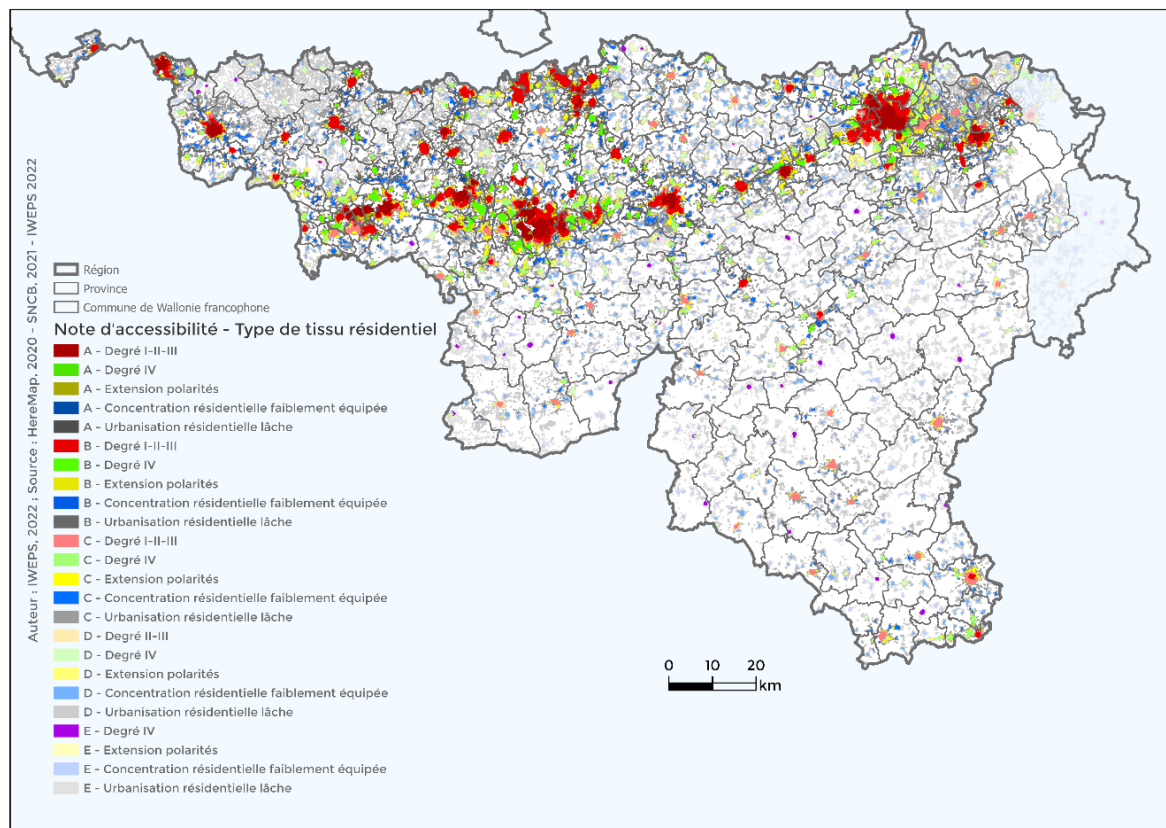 Auteur : IWEPS, 2022 ; Source : HereMap, 2020 - SNCB, 2021 - IWEPS 2022
Région
Province
Commune de Wallonie francophone
Note d'accessibilité - Type de tissu résidentiel
A - Degré I-II-III
A - Degré IV
A - Extension polarités
A - Concentration résidentielle faiblement équipée
A - Urbanisation résidentielle lâche
B - Degré I-II-III
B - Degré IV
B - Extension polarités
B - Concentration résidentielle faiblement équipée
B - Urbanisation résidentielle lâche
C - Degré I-II-III
C - Degré IV
C - Extension polarités
C - Concentration résidentielle faiblement équipée
C - Urbanisation résidentielle lâche
D - Degré II-III
D - Degré IV
D - Extension polarités
D - Concentration résidentielle faiblement équipée
D - Urbanisation résidentielle lâche
E - Degré IV
E - Extension polarités
E - Concentration résidentielle faiblement équipée
E - Urbanisation résidentielle lâche
0 10 20
km